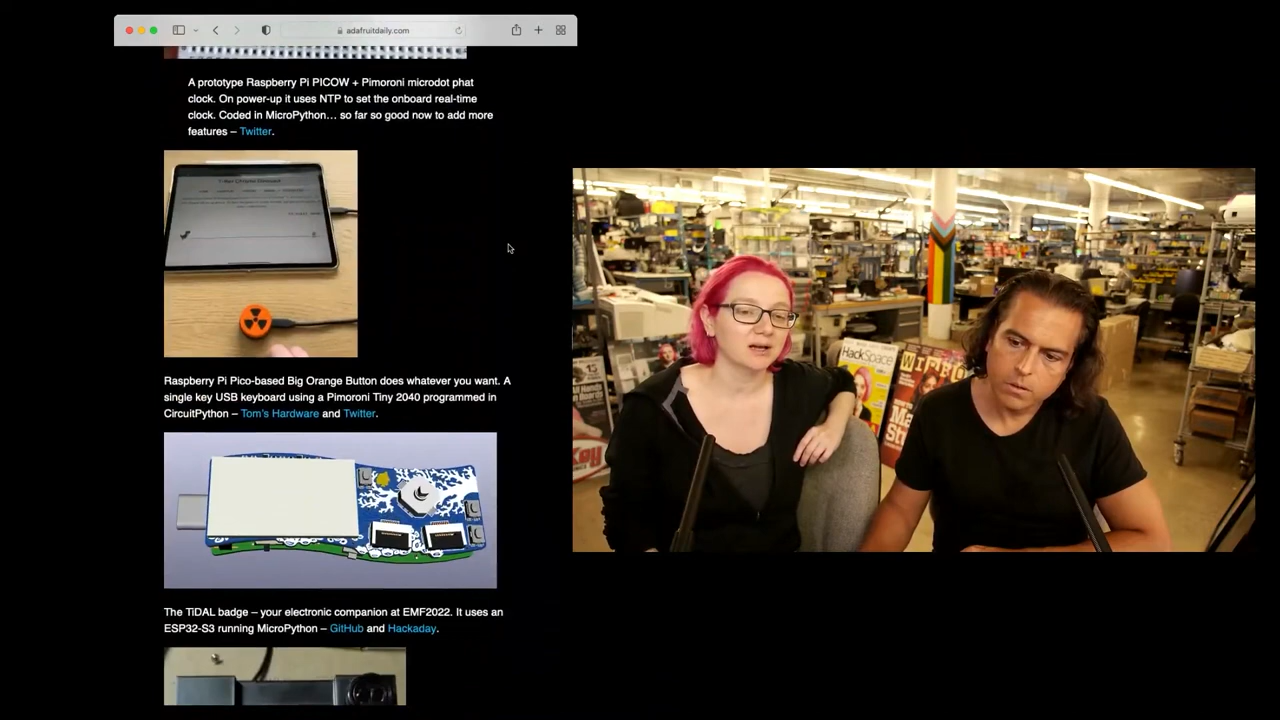 adafruitdaily.com
A prototype Raspberry Pi PICOW + Pimoroni microdot phat
clock. On power-up it uses NTP to set the onboard real-time
clock. Coded in MicroPython… so far so good now to add more
features – Twitter.
Raspberry Pi Pico-based Big Orange Button does whatever you want. A
single key USB keyboard using a Pimoroni Tiny 2040 programmed in
CircuitPython – Tom's Hardware and Twitter.
HackSpace
WIRED
The TiDAL badge – your electronic companion at EMF2022. It uses an
ESP32-S3 running MicroPython – GitHub and Hackaday.